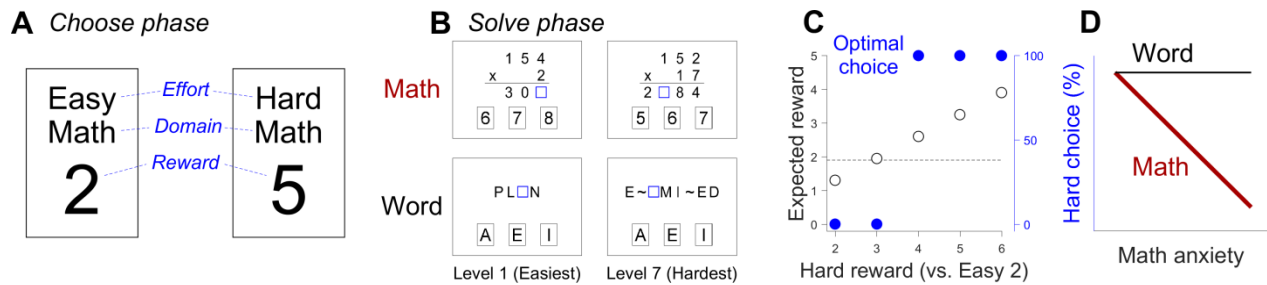 A Choose phase
Easy
Math
2
Effort
Domain
Reward
Hard
Math
5
B Solve phase
Math
1 5 4
x 2
3 0 □
6 7 8
1 5 2
x 1 7
2 □ 8 4
5 6 7
Word
P L □ N
A E I
E ~ □ M I ~ E D
A E I
Level 1 (Easiest)
Level 7 (Hardest)
C
Optimal
choice
Expected reward
5
4
3
2
1
0
100
50
0
2 3 4 5 6
Hard reward (vs. Easy 2)
D
Hard choice (%)
Word
Math
Math anxiety